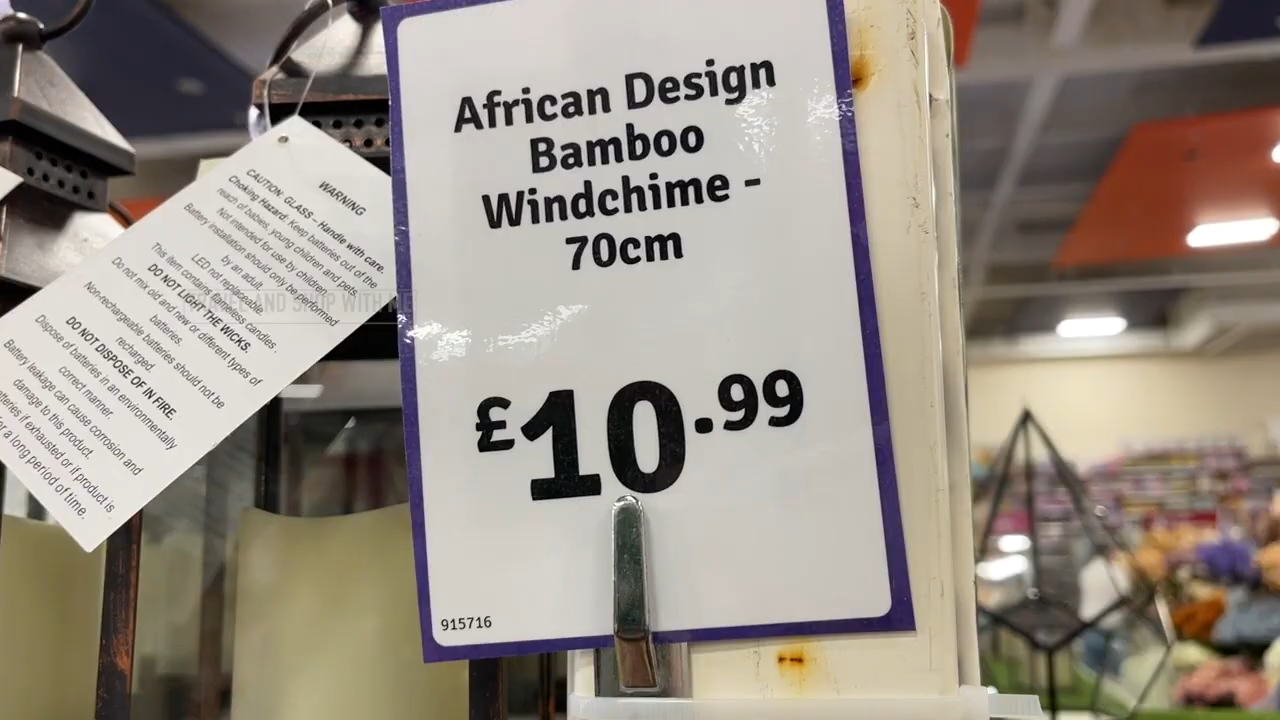 African Design
Bamboo
Windchime -
70cm
£10.99
915716
WARNING
CAUTION: GLASS – Handle with care.
Choking Hazard: Keep batteries out of the
reach of babies, young children and pets.
Not intended for use by children.
Battery installation should only be performed
by an adult.
LED not replaceable.
This item contains flameless candles.
DO NOT LIGHT THE WICKS.
Do not mix old and new or different types of
batteries.
Non-rechargeable batteries should not be
recharged.
DO NOT DISPOSE OF IN FIRE.
Dispose of batteries in an environmentally
correct manner.
Battery leakage can cause corrosion and
damage to this product.
if exhausted or if product is
a long period of time.
TRAVEL AND SHOP WITH ME